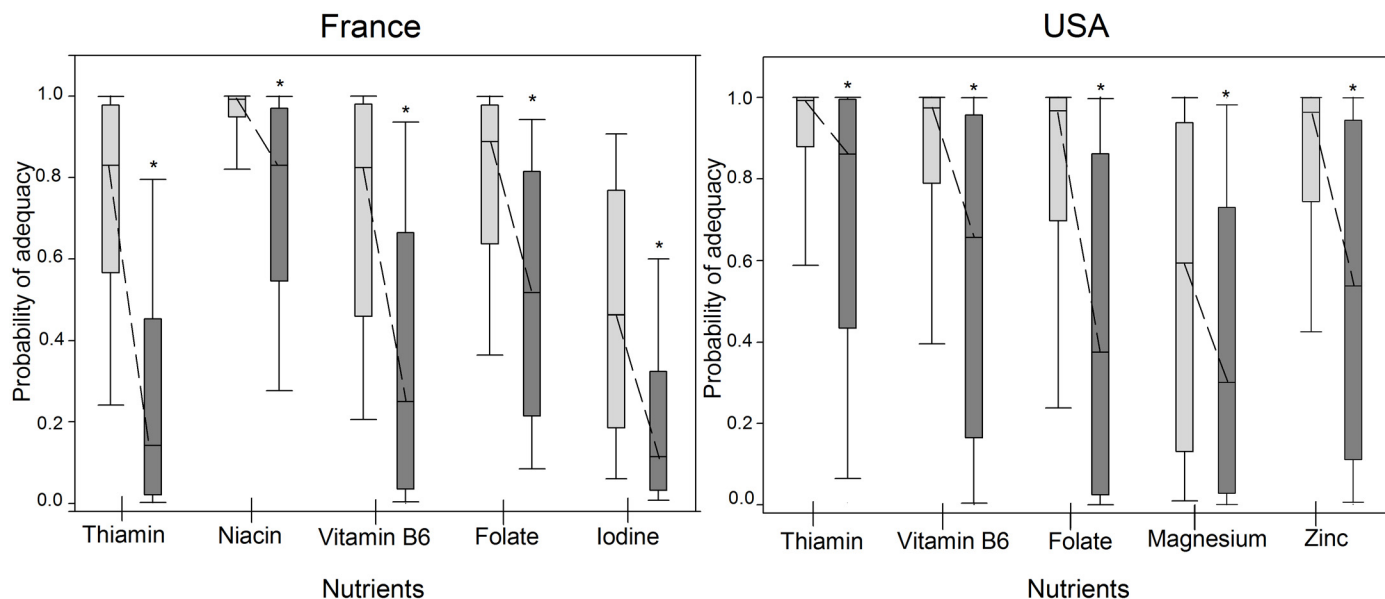 France
USA
Probability of adequacy
1.0
0.8
0.6
0.4
0.2
0.0
* * * * *
Thiamin Niacin Vitamin B6 Folate Iodine
Nutrients
Probability of adequacy
1.0
0.8
0.6
0.4
0.2
0.0
* * * * *
Thiamin Vitamin B6 Folate Magnesium Zinc
Nutrients